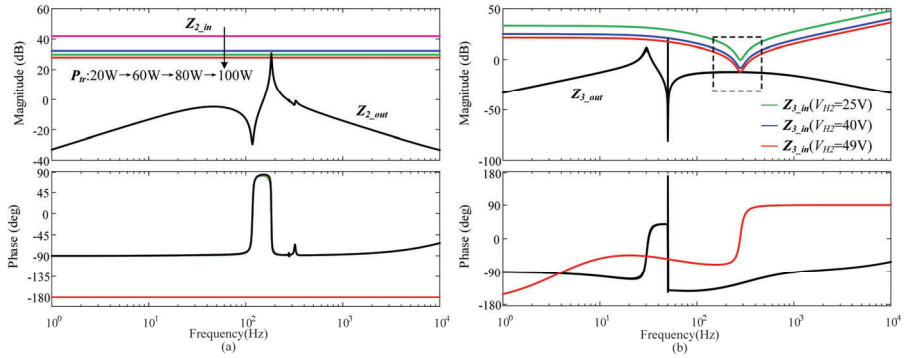 60
40
20
0
-20
-40
Magnitude (dB)
Z2_in
Ptr:20W→60W→80W→100W
Z2_out
90
45
0
-45
-90
-135
-180
Phase (deg)
10^0
10^1
10^2
10^3
10^4
Frequency(Hz)
(a)
50
0
-50
-100
Magnitude (dB)
Z3_out
Z3_in(VH2=25V)
Z3_in(VH2=40V)
Z3_in(VH2=49V)
180
90
0
-90
-180
Phase (deg)
10^0
10^1
10^2
10^3
10^4
Frequency(Hz)
(b)